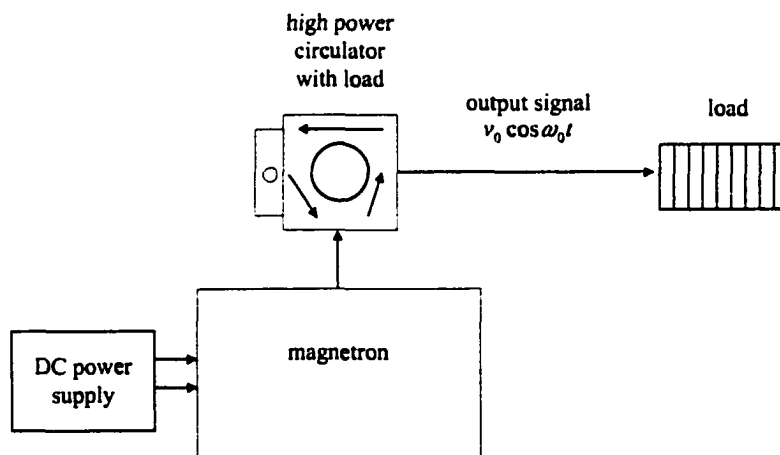 high power
circulator
with load
output signal
v₀ cos ω₀t
load
magnetron
DC power
supply